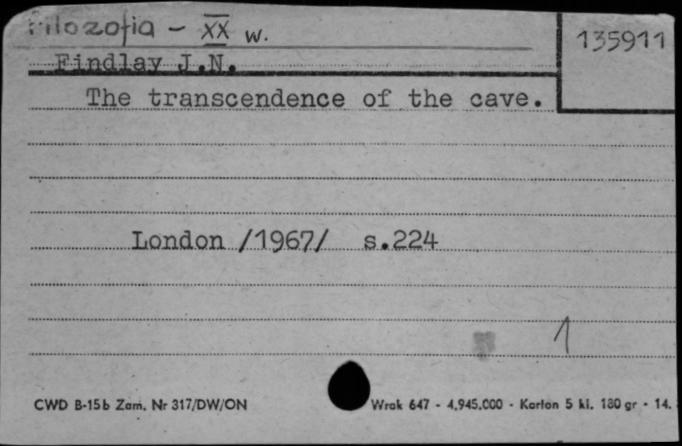 Filozofia - XX w.
135911
Findlay J.N.
The transcendence of the cave.
London /1967/ s.224
1
CWD B-15b Zam. Nr 317/DW/ON
Wrak 647 - 4.945.000 - Karton 5 kl. 180 gr - 14.